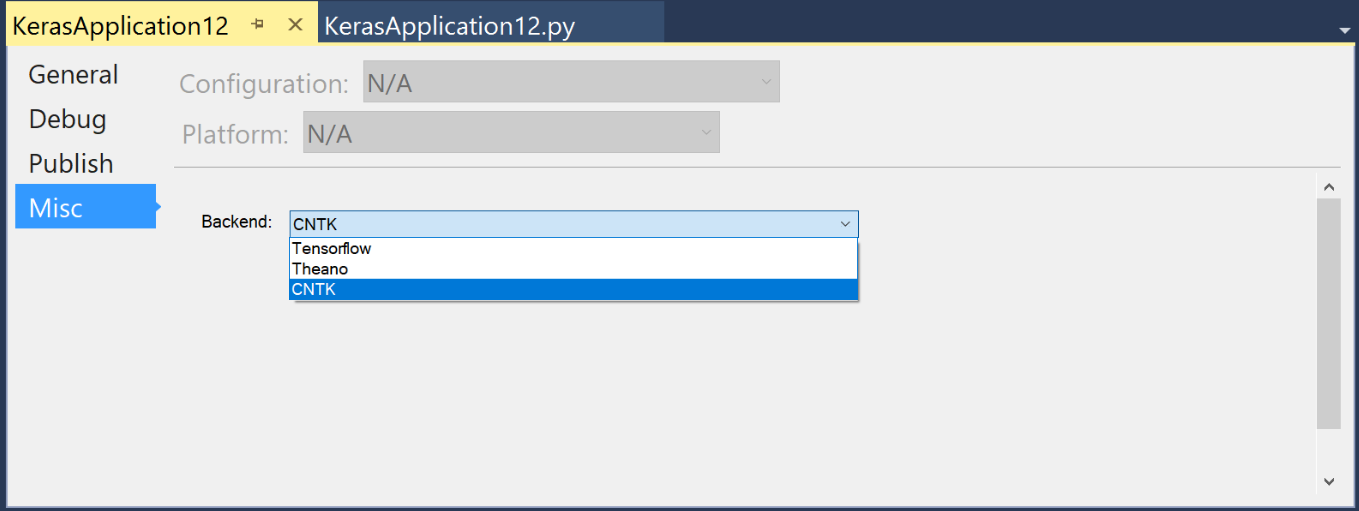 KerasApplication12
KerasApplication12.py
General
Debug
Publish
Misc
Configuration: N/A
Platform: N/A
Backend: CNTK
Tensorflow
Theano
CNTK